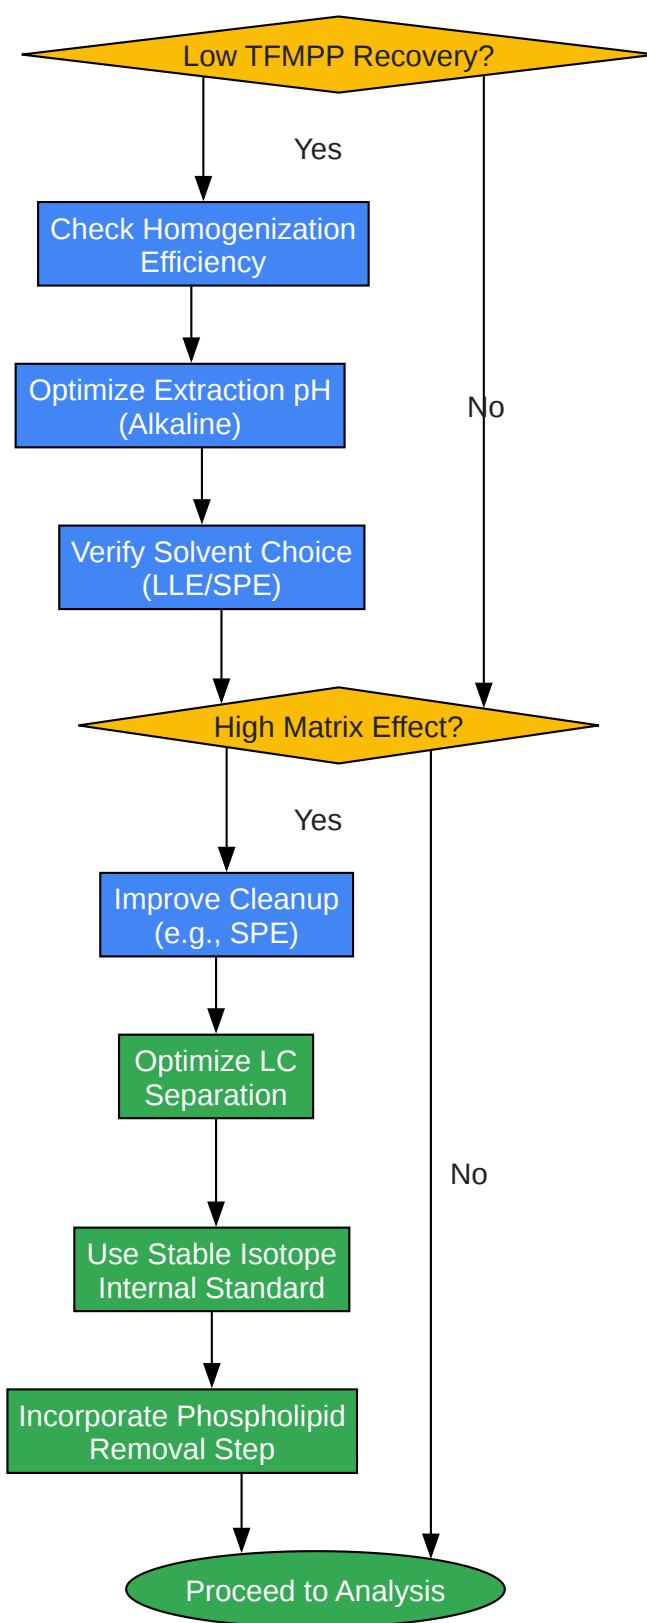 Low TFMPP Recovery?
Yes
Check Homogenization
Efficiency
Optimize Extraction pH
(Alkaline)
No
Verify Solvent Choice
(LLE/SPE)
High Matrix Effect?
Yes
Improve Cleanup
(e.g., SPE)
Optimize LC
Separation
No
Use Stable Isotope
Internal Standard
Incorporate Phospholipid
Removal Step
Proceed to Analysis